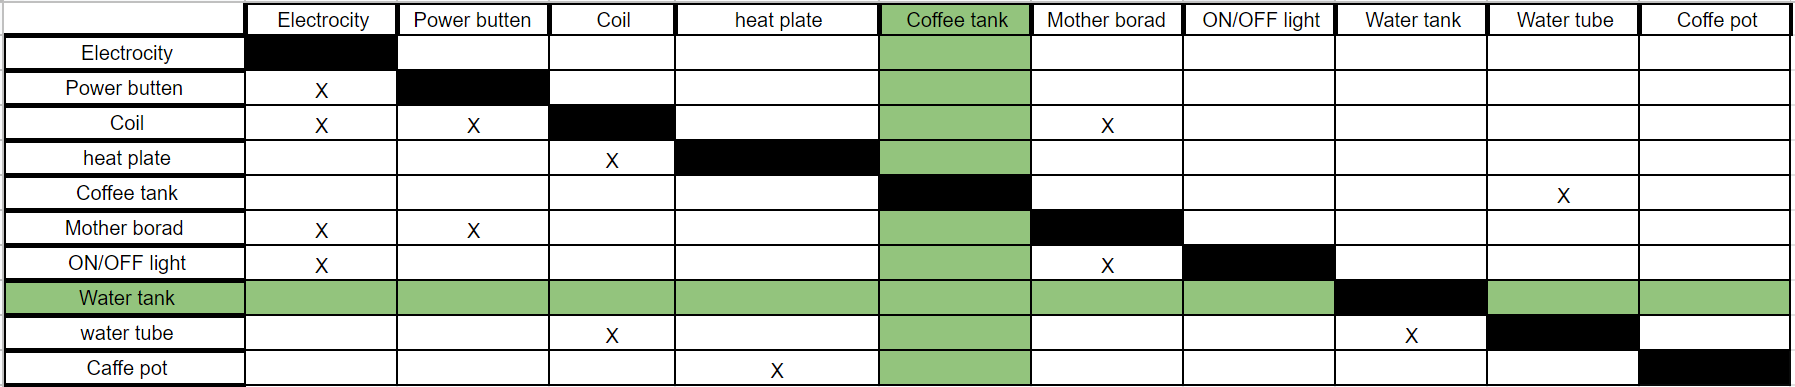 Electrocity Power butten Coil heat plate Coffee tank Mother borad ON/OFF light Water tank Water tube Coffe pot
Electrocity
Power butten X
Coil X X X
heat plate X
Coffee tank X
Mother borad X X
ON/OFF light X X
Water tank
water tube X X
Caffe pot X